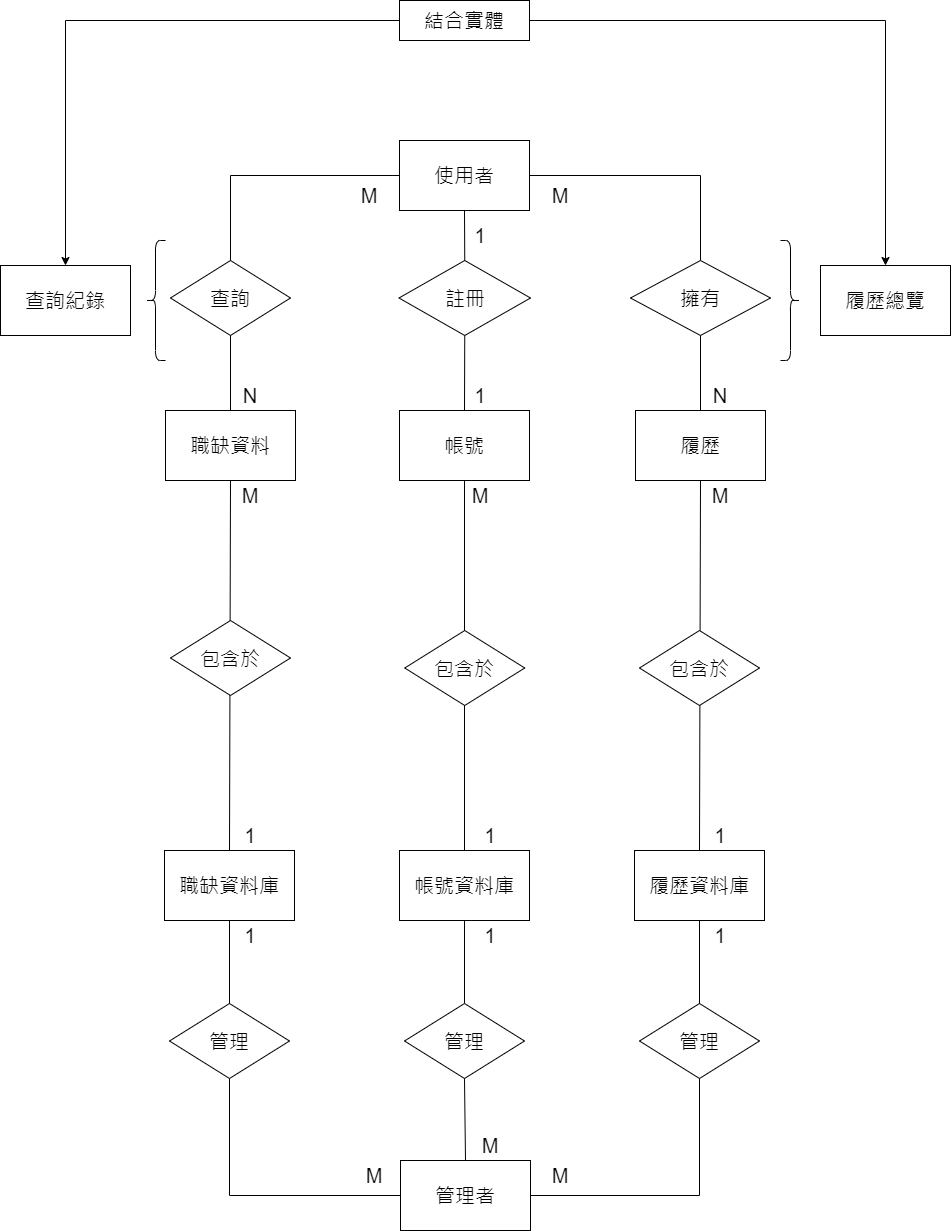 結合實體
使用者
M
M
1
查詢紀錄
查詢
註冊
擁有
履歷總覽
N
1
N
職缺資料
帳號
履歷
M
M
M
包含於
包含於
包含於
1
1
1
職缺資料庫
帳號資料庫
履歷資料庫
1
1
1
管理
管理
管理
M
M
M
管理者